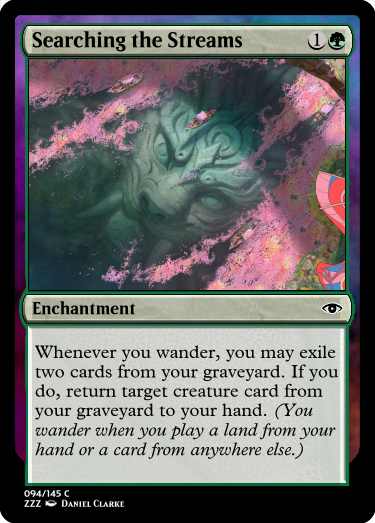 Searching the Streams 1
Enchantment
Whenever you wander, you may exile
two cards from your graveyard. If you
do, return target creature card from
your graveyard to your hand. (You
wander when you play a land from your
hand or a card from anywhere else.)
094/145 C
ZZZ Daniel Clarke